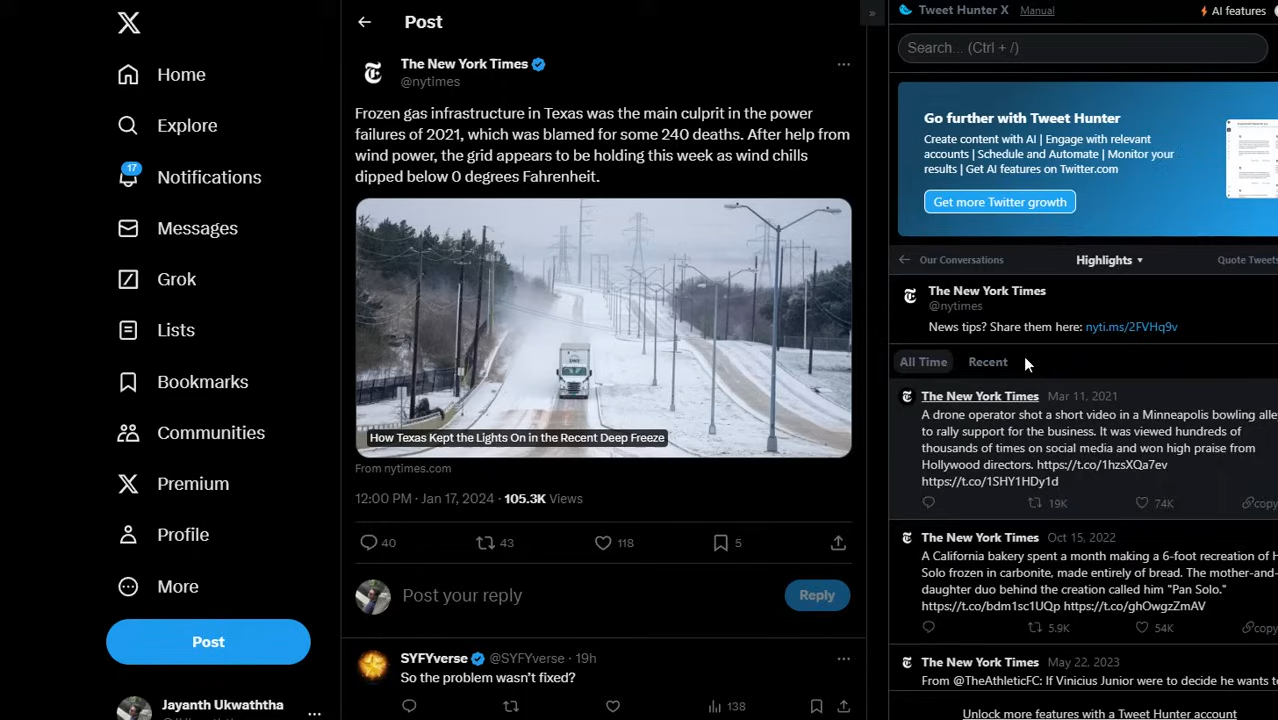 Home
Explore
17
Notifications
Messages
Grok
Lists
Bookmarks
Communities
Premium
Profile
More
Post
Jayanth Ukwaththa
Post
The New York Times
@nytimes
Frozen gas infrastructure in Texas was the main culprit in the power
failures of 2021, which was blamed for some 240 deaths. After help from
wind power, the grid appears to be holding this week as wind chills
dipped below 0 degrees Fahrenheit.
How Texas Kept the Lights On in the Recent Deep Freeze
From nytimes.com
12:00 PM · Jan 17, 2024 · 105.3K Views
40 43 118 5
Post your reply
Reply
SYFYverse @SYFYverse · 19h
So the problem wasn't fixed?
138
»
Tweet Hunter X Manual AI features
Search... (Ctrl + /)
Go further with Tweet Hunter
Create content with AI | Engage with relevant
accounts | Schedule and Automate | Monitor your
results | Get AI features on Twitter.com
Get more Twitter growth
Our Conversations Highlights Quote Tweets
The New York Times
@nytimes
News tips? Share them here: nyti.ms/2FVHq9v
All Time Recent
The New York Times Mar 11, 2021
A drone operator shot a short video in a Minneapolis bowling alle
to rally support for the business. It was viewed hundreds of
thousands of times on social media and won high praise from
Hollywood directors. https://t.co/1hzsXQa7ev
https://t.co/1SHY1HDy1d
19K 74K copy
The New York Times Oct 15, 2022
A California bakery spent a month making a 6-foot recreation of H
Solo frozen in carbonite, made entirely of bread. The mother-and-
daughter duo behind the creation called him "Pan Solo."
https://t.co/bdm1sc1UQp https://t.co/ghOwgzZmAV
5.9K 54K copy
The New York Times May 22, 2023
From @TheAthleticFC: If Vinicius Junior were to decide he wants to
Unlock more features with a Tweet Hunter account